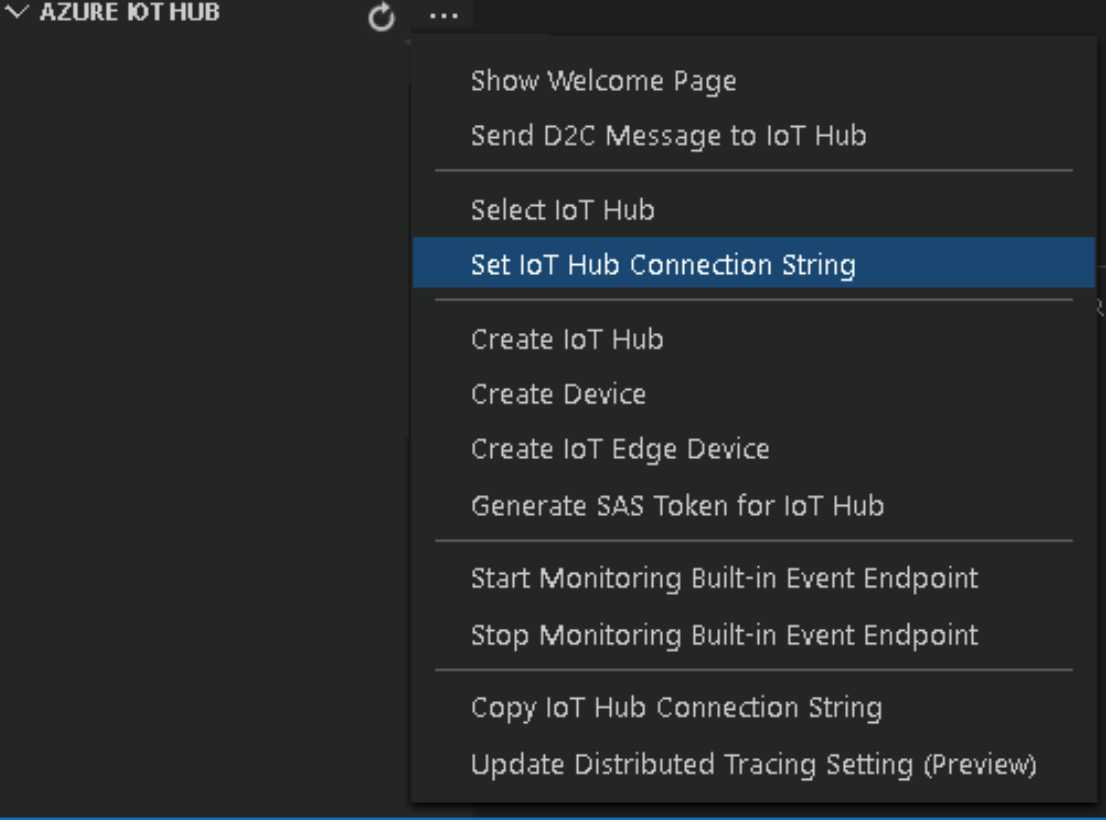 AZURE IOT HUB
...
Show Welcome Page
Send D2C Message to IoT Hub
Select IoT Hub
Set IoT Hub Connection String
Create IoT Hub
Create Device
Create IoT Edge Device
Generate SAS Token for IoT Hub
Start Monitoring Built-in Event Endpoint
Stop Monitoring Built-in Event Endpoint
Copy IoT Hub Connection String
Update Distributed Tracing Setting (Preview)